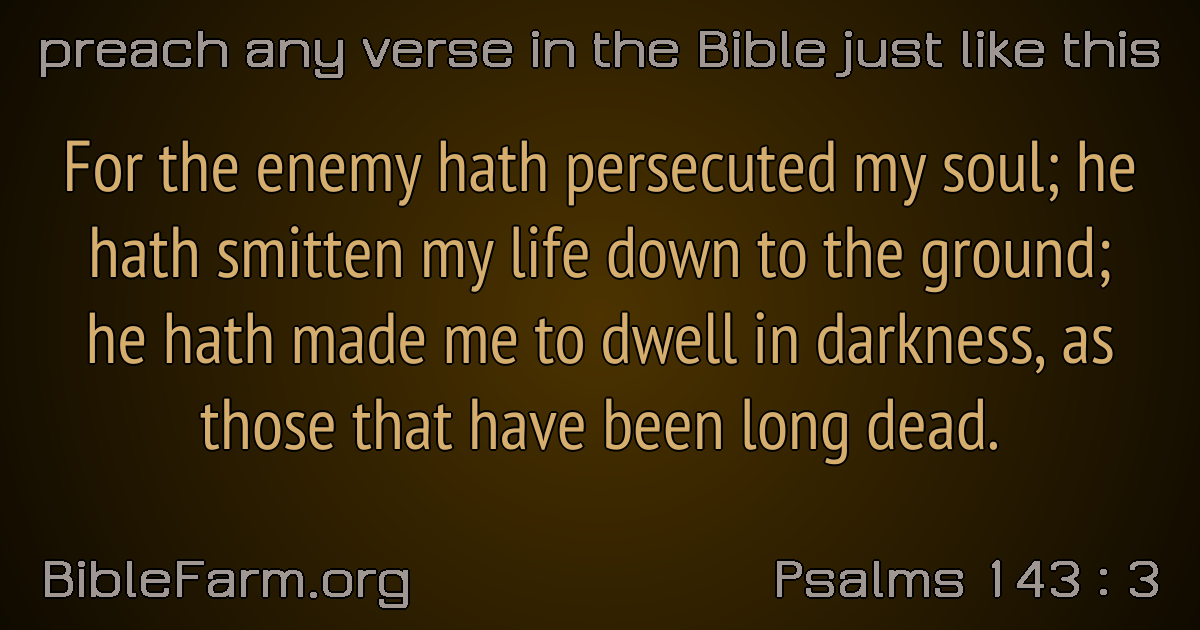 preach any verse in the Bible just like this
For the enemy hath persecuted my soul; he
hath smitten my life down to the ground;
he hath made me to dwell in darkness, as
those that have been long dead.
BibleFarm.org
Psalms 143 : 3